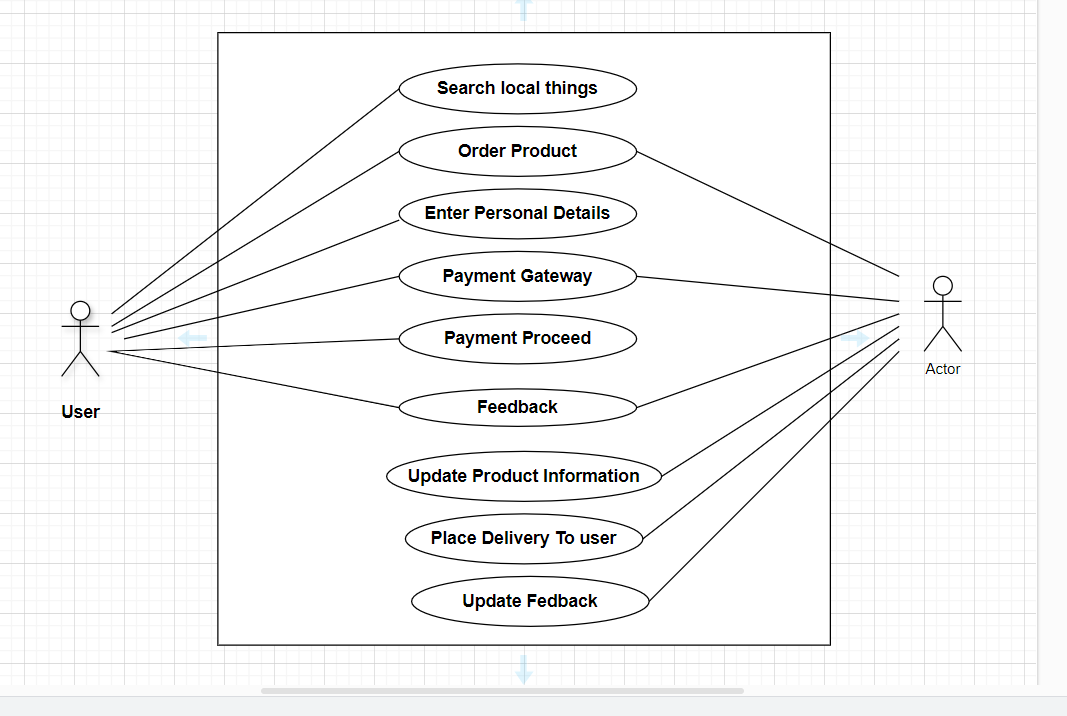 Search local things
Order Product
Enter Personal Details
Payment Gateway
Payment Proceed
Feedback
Update Product Information
Place Delivery To user
Update Fedback
User
Actor